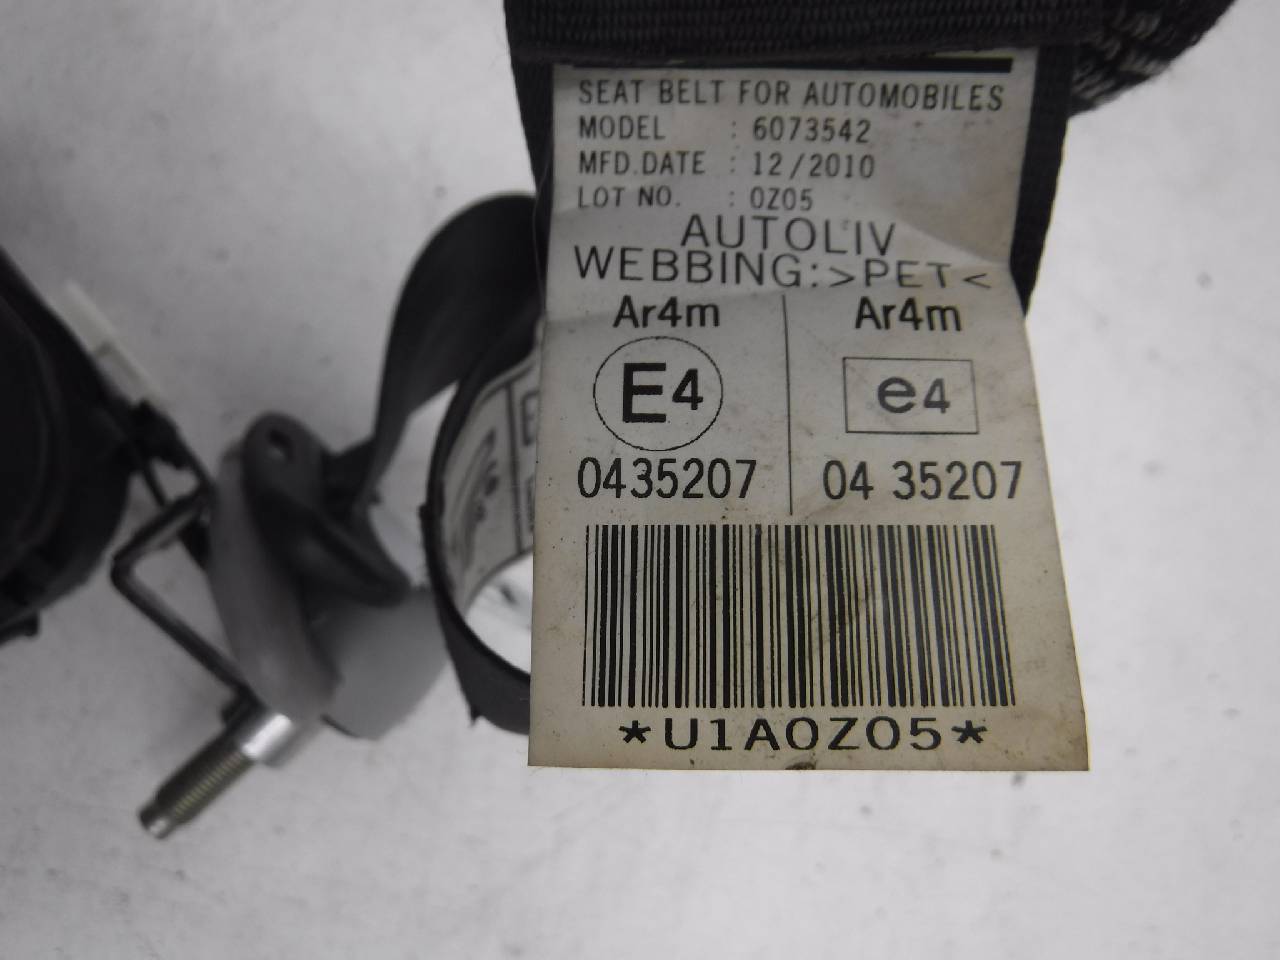 SEAT BELT FOR AUTOMOBILES
MODEL : 6073542
MFD.DATE : 12/2010
LOT NO. : 0Z05
AUTOLIV
WEBBING:>PET<
Ar4m Ar4m
E4 e4
0435207 04 35207
*U1A0Z05*